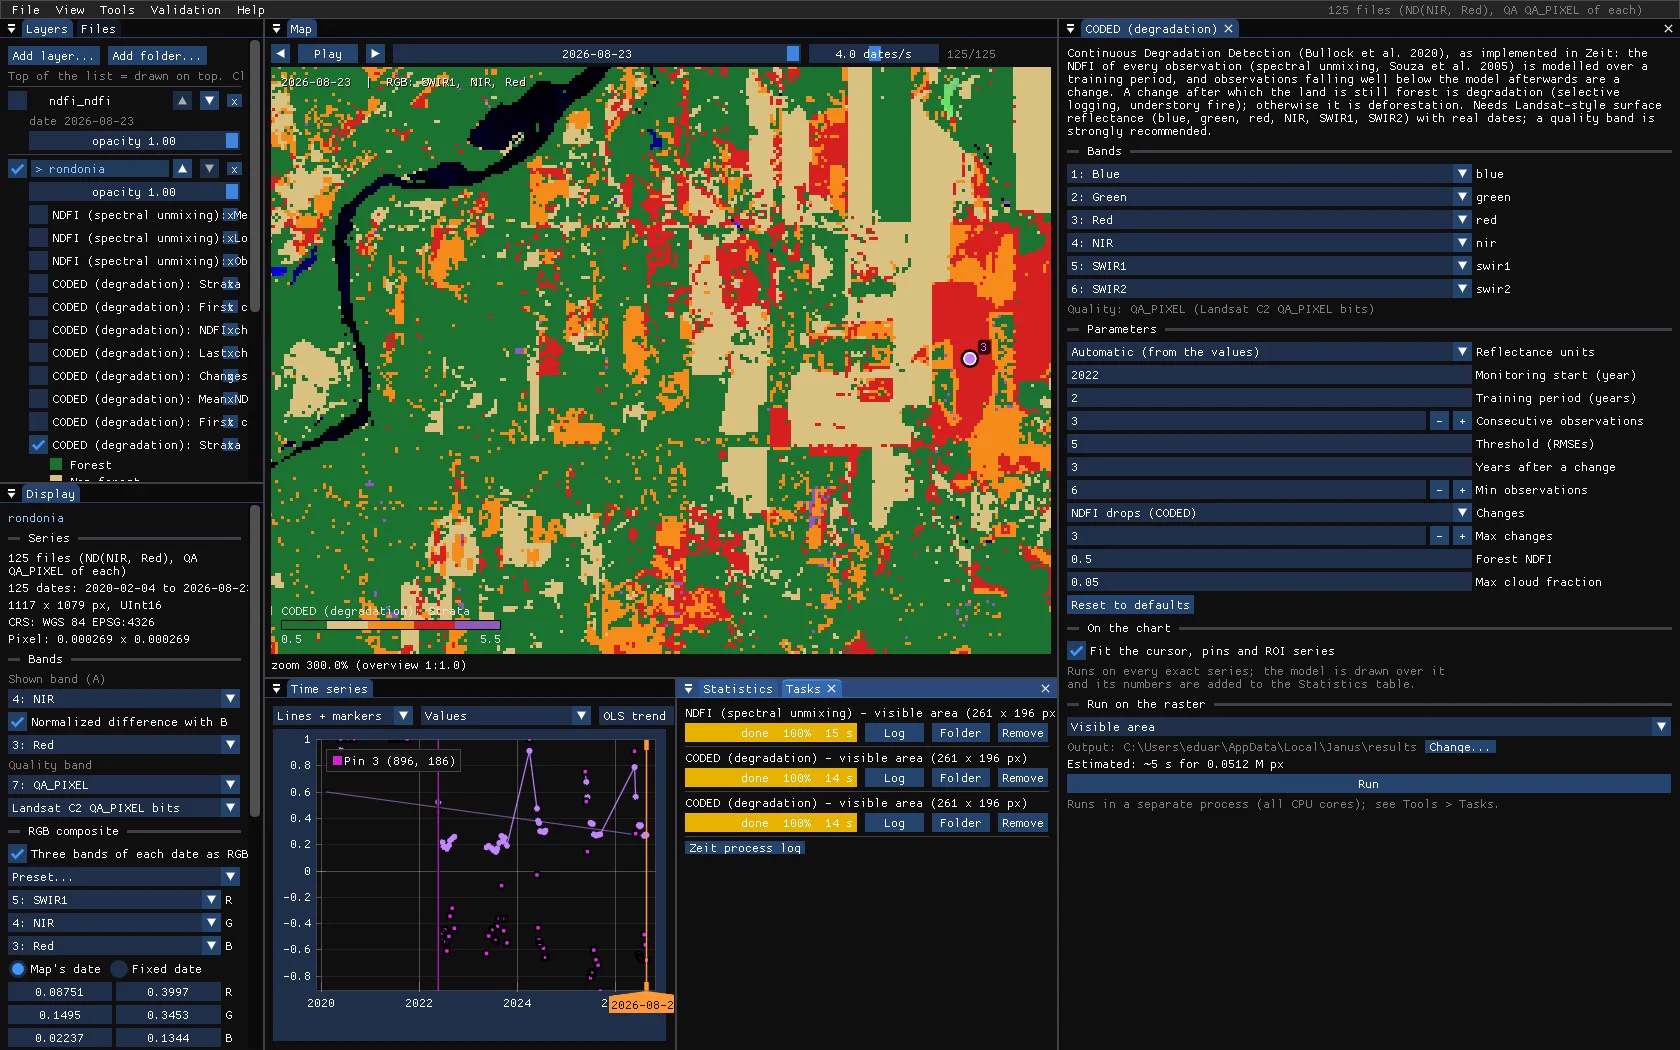 File View Tools Validation Help
125 files (ND(NIR, Red), QA QA_PIXEL of each)
Layers Files
Add layer... Add folder...
Top of the list = drawn on top. Cl
ndfi_ndfi x
date 2026-08-23
opacity 1.00
> rondonia x
opacity 1.00
NDFI (spectral unmixing):
NDFI (spectral unmixing):
NDFI (spectral unmixing):
CODED (degradation): Strata
CODED (degradation): First c
CODED (degradation): NDFI ch
CODED (degradation): Last ch
CODED (degradation): Changes
CODED (degradation): Mean ND
CODED (degradation): First c
CODED (degradation): Strata
Forest
Display
rondonia
Series
125 files (ND(NIR, Red), QA
QA_PIXEL of each)
125 dates: 2020-02-04 to 2026-08-2
1117 x 1079 px, UInt16
CRS: WGS 84 EPSG:4326
Pixel: 0.000269 x 0.000269
Bands
Shown band (A)
4: NIR
Normalized difference with B
3: Red
Quality band
7: QA_PIXEL
Landsat C2 QA_PIXEL bits
RGB composite
Three bands of each date as RGB
Preset...
5: SWIR1 R
4: NIR G
3: Red B
Map's date Fixed date
0.08751 0.3997 R
0.1495 0.3453 G
0.02237 0.1344 B
Map
Play 2026-08-23 4.0 dates/s 125/125
2026-08-23 | RGB: SWIR1, NIR, Red
3
CODED (degradation): Strata
0.5 5.5
zoom 300.0% (overview 1:1.0)
Time series
Lines + markers Values OLS trend
Pin 3 (896, 186)
1
0.8
0.6
0.4
0.2
0
-0.2
-0.4
-0.6
-0.8
2020 2022 2024 2026-08-2
Statistics Tasks
NDFI (spectral unmixing) - visible area (261 x 196 px
done 100% 15 s Log Folder Remove
CODED (degradation) - visible area (261 x 196 px)
done 100% 14 s Log Folder Remove
CODED (degradation) - visible area (261 x 196 px)
done 100% 14 s Log Folder Remove
Zeit process log
CODED (degradation)
Continuous Degradation Detection (Bullock et al. 2020), as implemented in Zeit: the
NDFI of every observation (spectral unmixing, Souza et al. 2005) is modelled over a
training period, and observations falling well below the model afterwards are a
change. A change after which the land is still forest is degradation (selective
logging, understory fire); otherwise it is deforestation. Needs Landsat-style surface
reflectance (blue, green, red, NIR, SWIR1, SWIR2) with real dates; a quality band is
strongly recommended.
Bands
1: Blue blue
2: Green green
3: Red red
4: NIR nir
5: SWIR1 swir1
6: SWIR2 swir2
Quality: QA_PIXEL (Landsat C2 QA_PIXEL bits)
Parameters
Automatic (from the values) Reflectance units
2022 Monitoring start (year)
2 Training period (years)
3 - + Consecutive observations
5 Threshold (RMSEs)
3 Years after a change
6 - + Min observations
NDFI drops (CODED) Changes
3 - + Max changes
0.5 Forest NDFI
0.05 Max cloud fraction
Reset to defaults
On the chart
Fit the cursor, pins and ROI series
Runs on every exact series; the model is drawn over it
and its numbers are added to the Statistics table.
Run on the raster
Visible area
Output: C:\Users\eduar\AppData\Local\Janus\results Change...
Estimated: ~5 s for 0.0512 M px
Run
Runs in a separate process (all CPU cores); see Tools > Tasks.